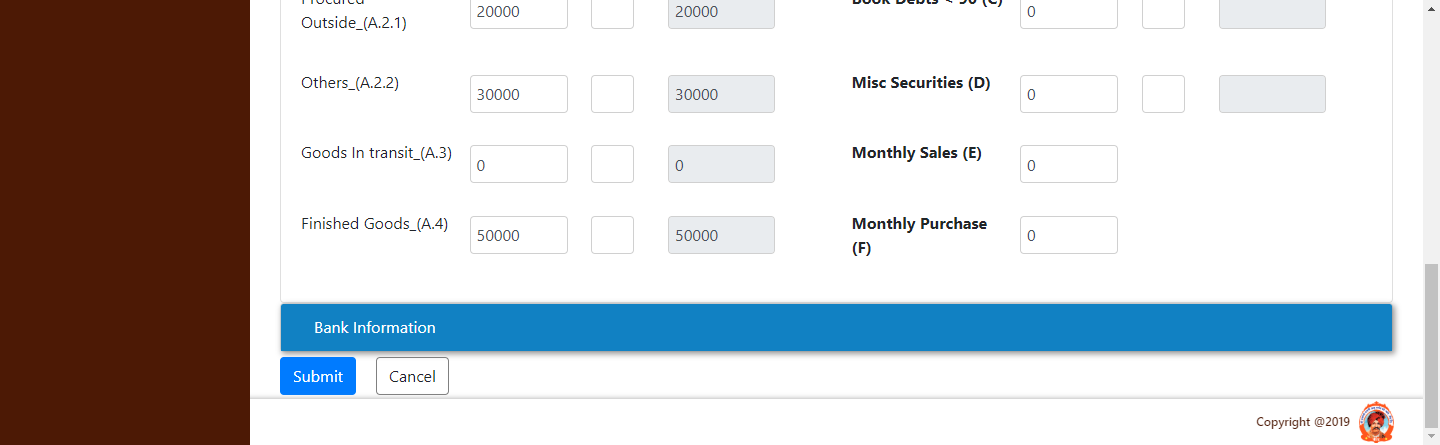 Procured 20000 20000 Book Debts < 90 (C) 0
Outside_(A.2.1)
Others_(A.2.2) 30000 30000 Misc Securities (D) 0
Goods In transit_(A.3) 0 0 Monthly Sales (E) 0
Finished Goods_(A.4) 50000 50000 Monthly Purchase 0
(F)
Bank Information
Submit Cancel
Copyright @2019